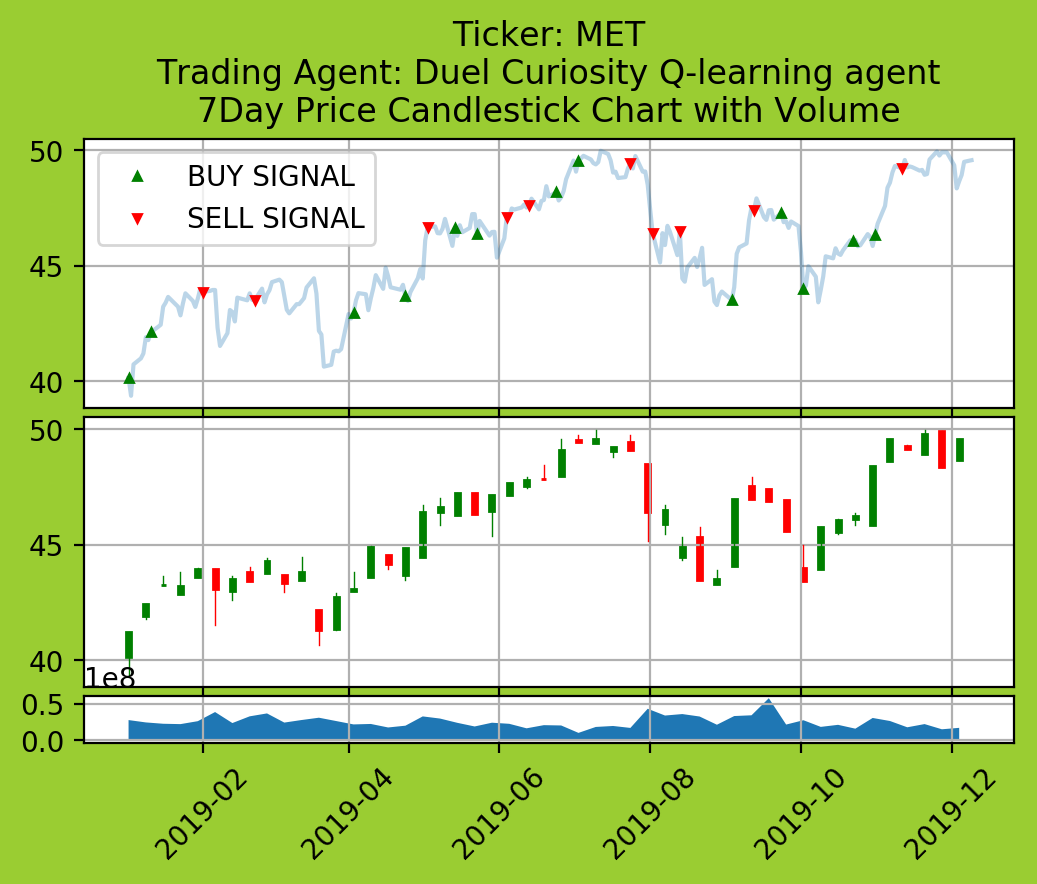 Ticker: MET
Trading Agent: Duel Curiosity Q-learning agent
7Day Price Candlestick Chart with Volume
50
45
40
BUY SIGNAL
SELL SIGNAL
50
45
40
1e8
0.5
0.0
2019-02
2019-04
2019-06
2019-08
2019-10
2019-12